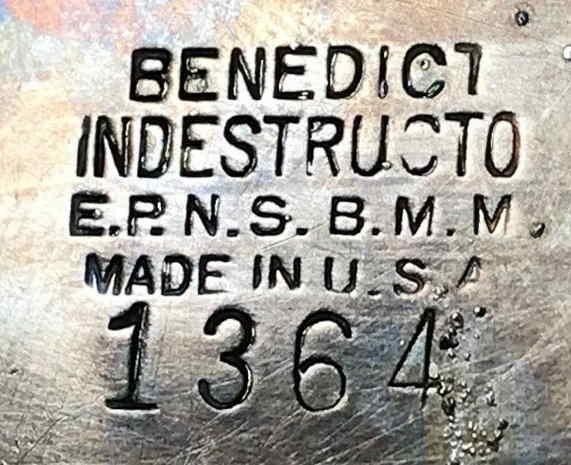 BENEDICT
INDESTRUCTO
E.P.N.S. B.M.M.
MADE IN U.S.A
1364